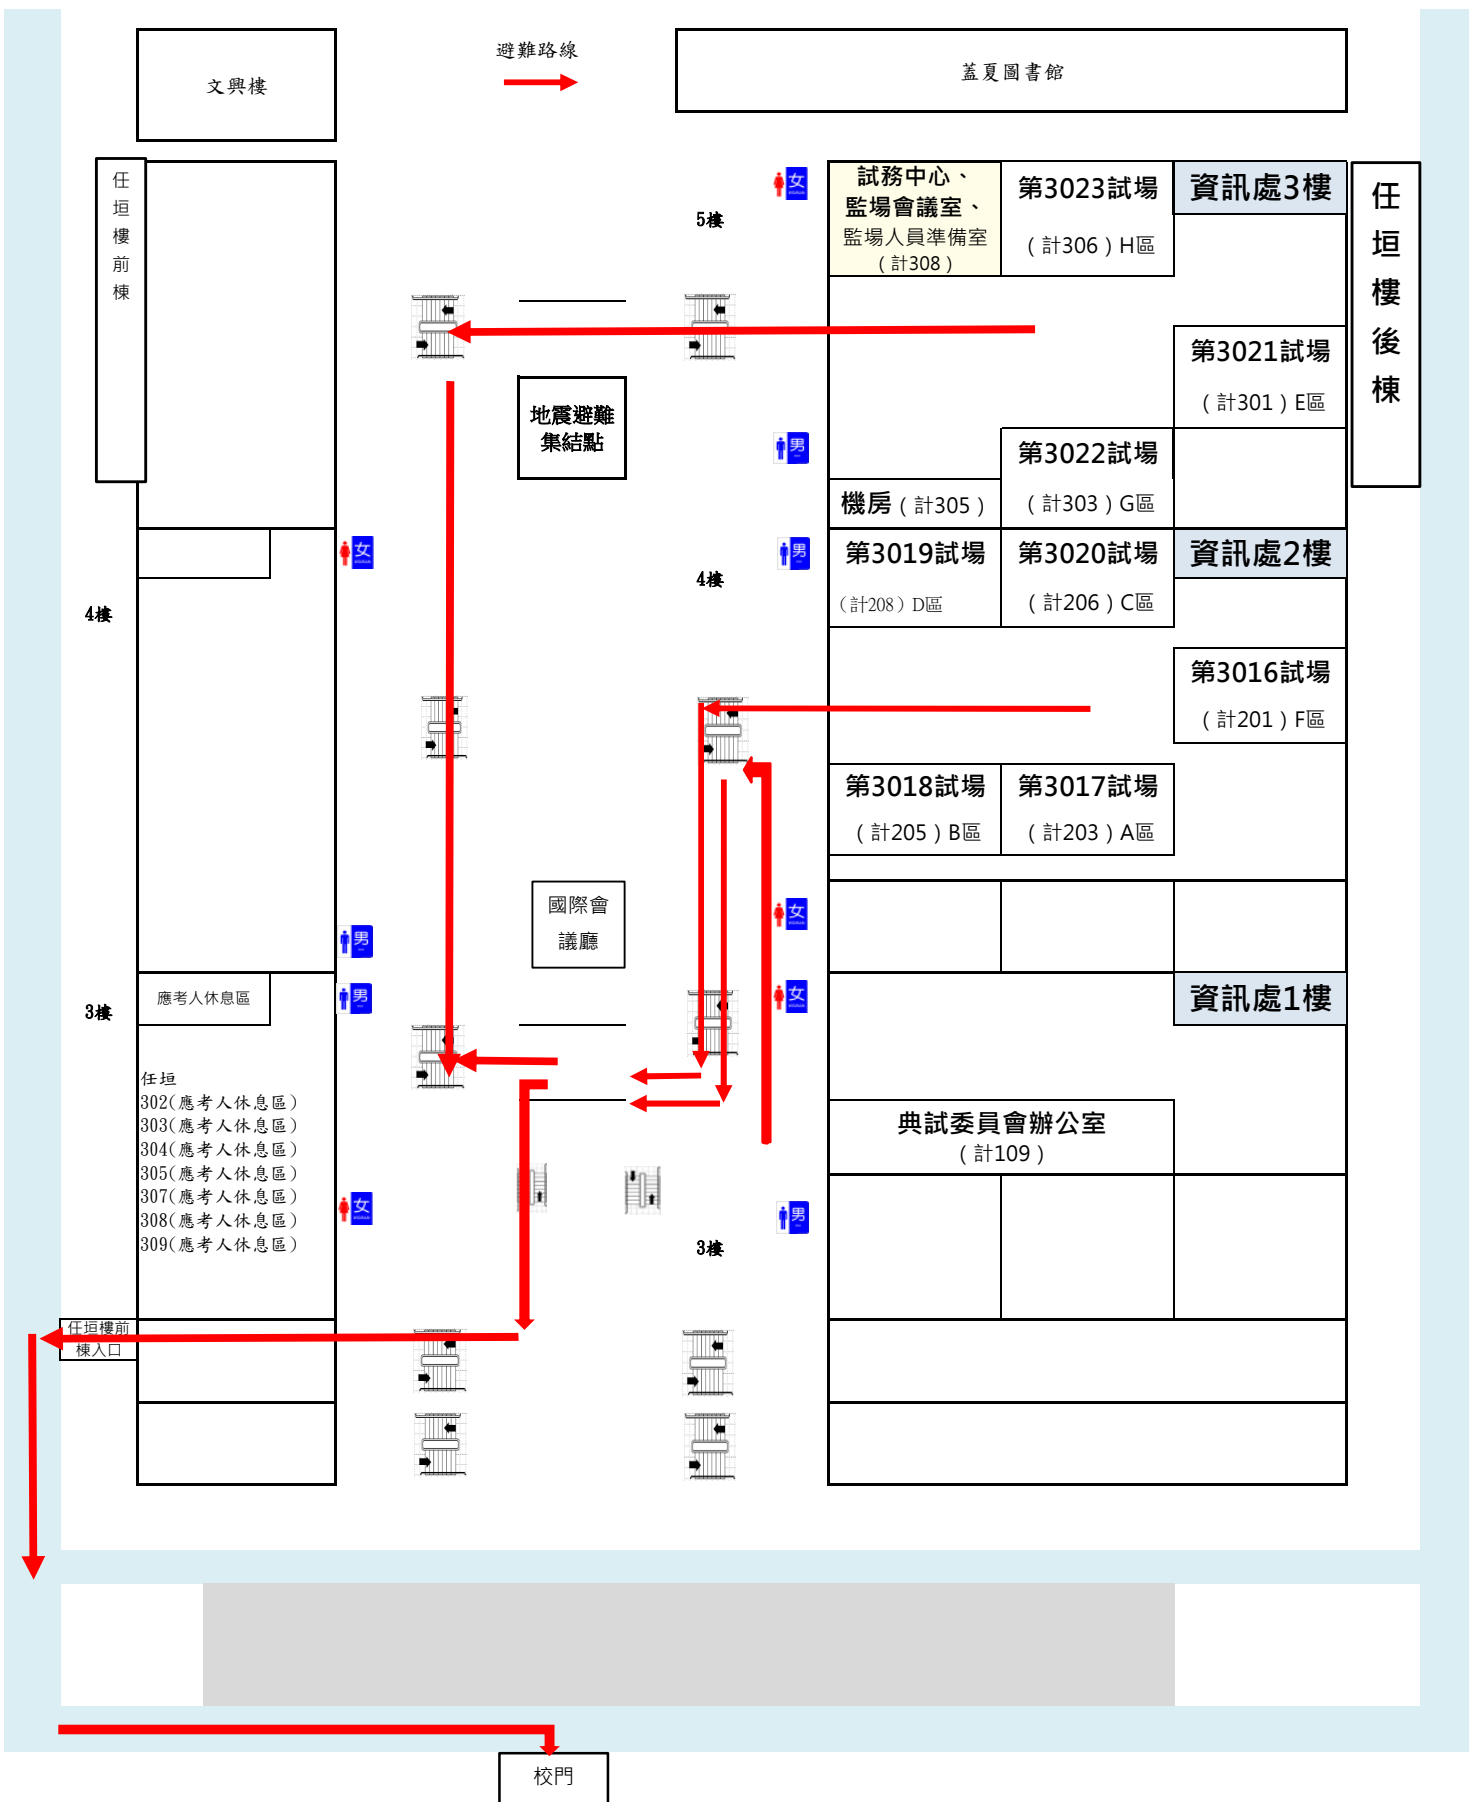 文興樓
避難路線
蓋夏圖書館
任垣樓前棟
5樓
女
試務中心、
監場會議室、
監場人員準備室
（計308）
第3023試場
（計306）H區
資訊處3樓
任垣樓後棟
第3021試場
（計301）E區
地震避難
集結點
男
第3022試場
（計303）G區
機房（計305）
女
4樓
男
第3019試場
（計208）D區
第3020試場
（計206）C區
資訊處2樓
4樓
第3016試場
（計201）F區
第3018試場
（計205）B區
第3017試場
（計203）A區
國際會
議廳
女
男
3樓
應考人休息區
男
女
資訊處1樓
任垣
302(應考人休息區)
303(應考人休息區)
304(應考人休息區)
305(應考人休息區)
307(應考人休息區)
308(應考人休息區)
309(應考人休息區)
女
典試委員會辦公室
（計109）
男
3樓
任垣樓前
棟入口
校門